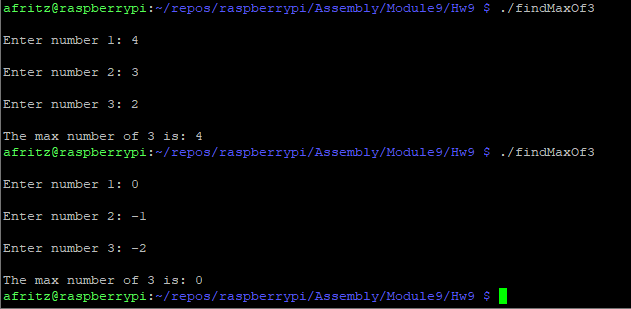 afritz@raspberrypi:~/repos/raspberrypi/Assembly/Module9/Hw9 $ ./findMaxOf3
Enter number 1: 4
Enter number 2: 3
Enter number 3: 2
The max number of 3 is: 4
afritz@raspberrypi:~/repos/raspberrypi/Assembly/Module9/Hw9 $ ./findMaxOf3
Enter number 1: 0
Enter number 2: -1
Enter number 3: -2
The max number of 3 is: 0
afritz@raspberrypi:~/repos/raspberrypi/Assembly/Module9/Hw9 $